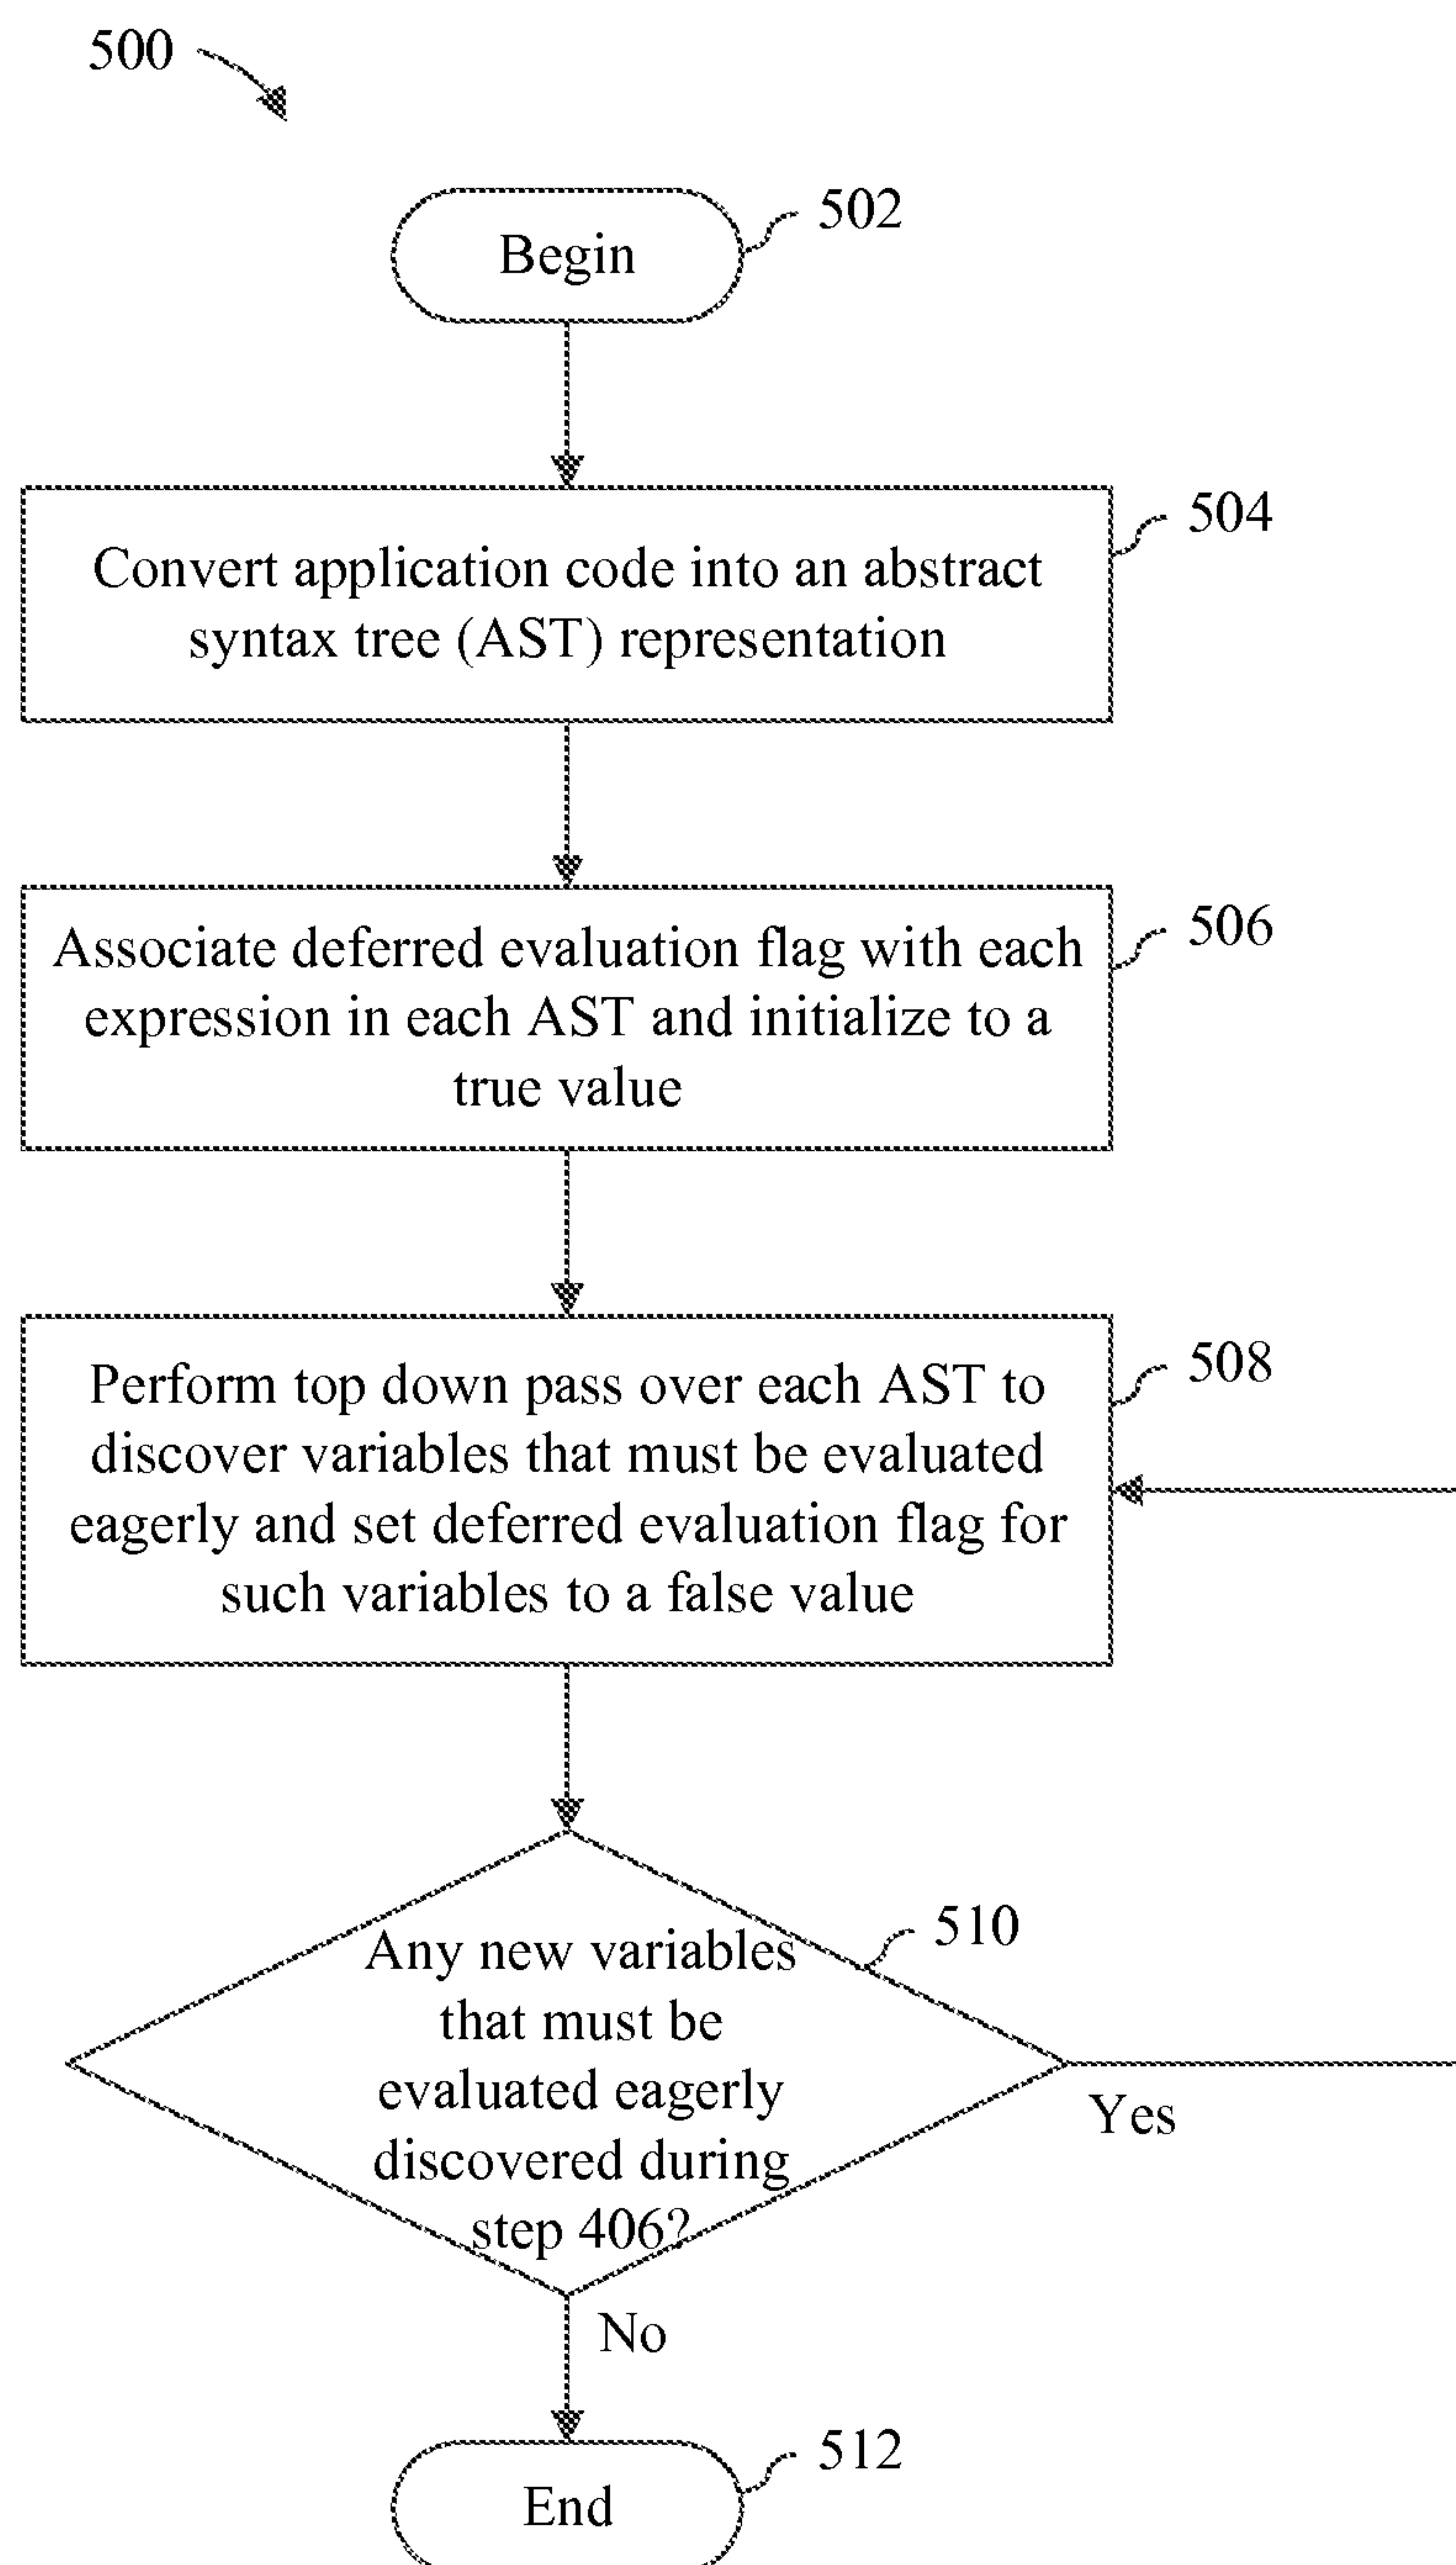 500
502
Begin
504
Convert application code into an abstract
syntax tree (AST) representation
506
Associate deferred evaluation flag with each
expression in each AST and initialize to a
true value
508
Perform top down pass over each AST to
discover variables that must be evaluated
eagerly and set deferred evaluation flag for
such variables to a false value
510
Any new variables
that must be
evaluated eagerly
discovered during
step 406?
Yes
No
512
End